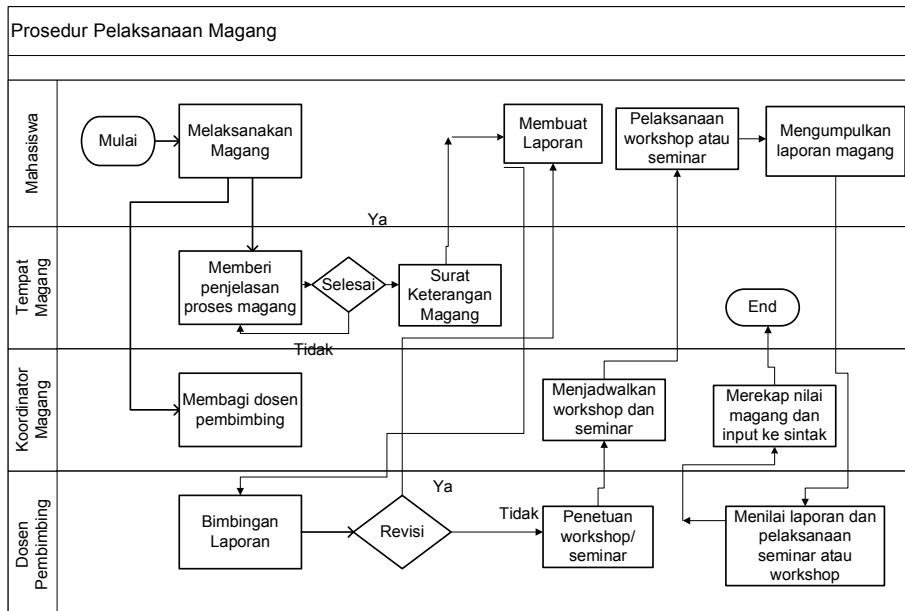 Prosedur Pelaksanaan Magang
Mahasiswa
Mulai
Melaksanakan
Magang
Membuat
Laporan
Pelaksanaan
workshop atau
seminar
Mengumpulkan
laporan magang
Ya
Tempat
Magang
Memberi
penjelasan
proses magang
Selesai
Surat
Keterangan
Magang
End
Tidak
Koordinator
Magang
Membagi dosen
pembimbing
Menjadwalkan
workshop dan
seminar
Merekap nilai
magang dan
input ke sintak
Dosen
Pembimbing
Bimbingan
Laporan
Revisi
Ya
Tidak
Penetuan
workshop/
seminar
Menilai laporan dan
pelaksanaan
seminar atau
workshop